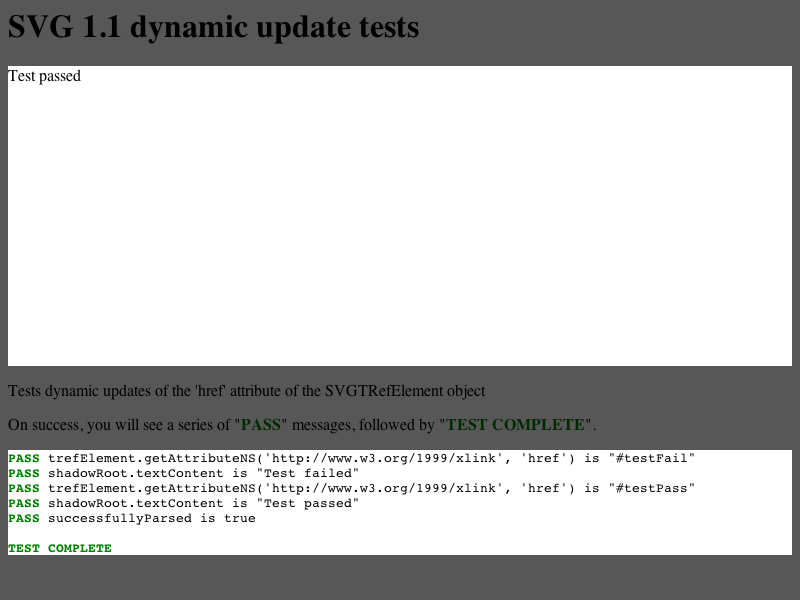 SVG 1.1 dynamic update tests
Test passed
Tests dynamic updates of the 'href' attribute of the SVGTRefElement object
On success, you will see a series of "PASS" messages, followed by "TEST COMPLETE".
PASS trefElement.getAttributeNS('http://www.w3.org/1999/xlink', 'href') is "#testFail"
PASS shadowRoot.textContent is "Test failed"
PASS trefElement.getAttributeNS('http://www.w3.org/1999/xlink', 'href') is "#testPass"
PASS shadowRoot.textContent is "Test passed"
PASS successfullyParsed is true
TEST COMPLETE